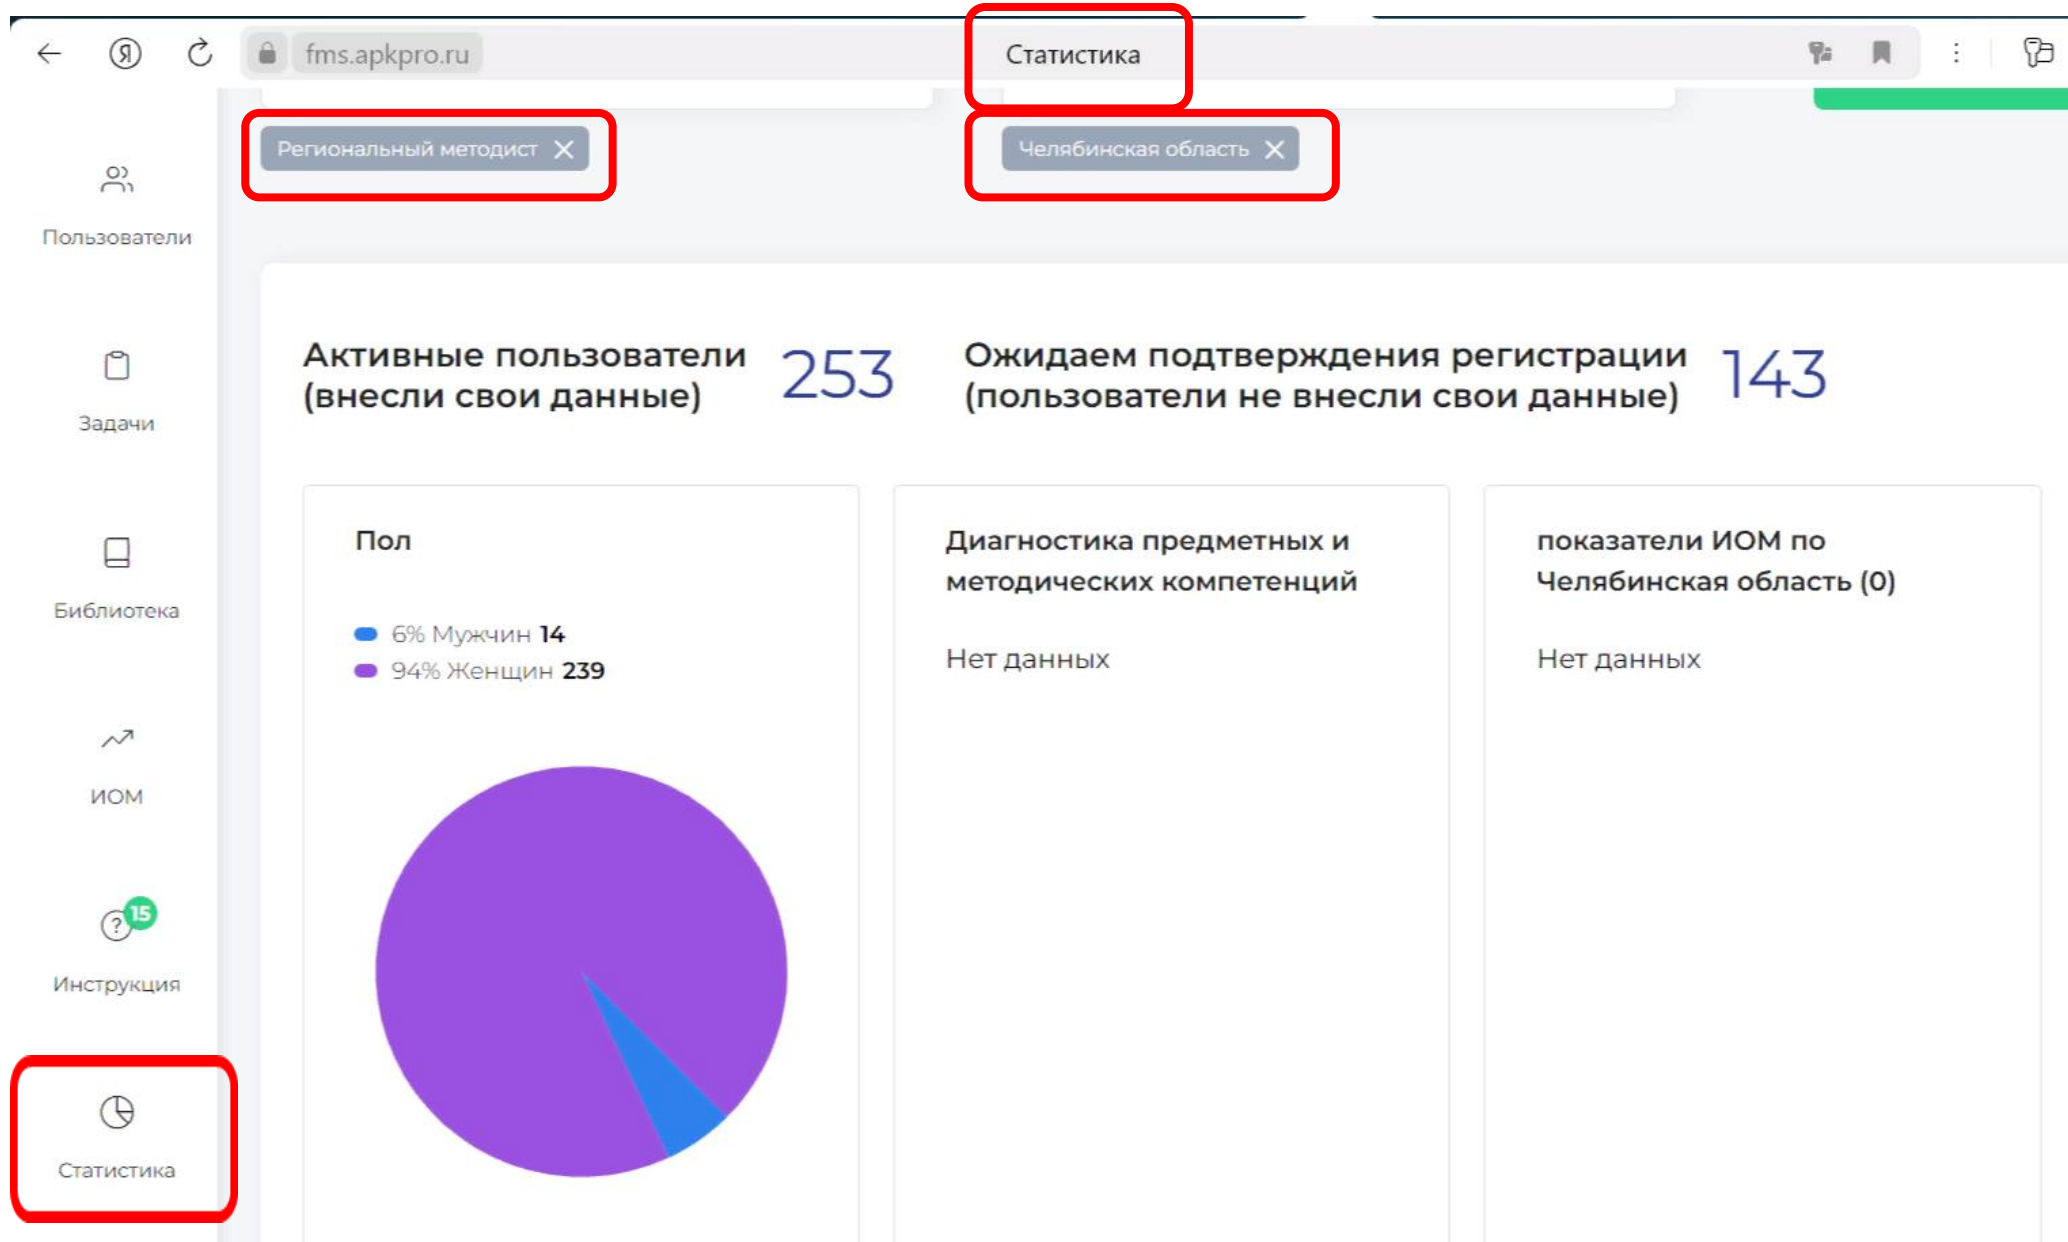 fms.apkpro.ru
Статистика
Региональный методист
Челябинская область
Пользователи
Задачи
Библиотека
ИОМ
15
Инструкция
Статистика
Активные пользователи
(внесли свои данные)
253
Ожидаем подтверждения регистрации
(пользователи не внесли свои данные)
143
Пол
6% Мужчин 14
94% Женщин 239
Диагностика предметных и
методических компетенций
Нет данных
показатели ИОМ по
Челябинская область (0)
Нет данных